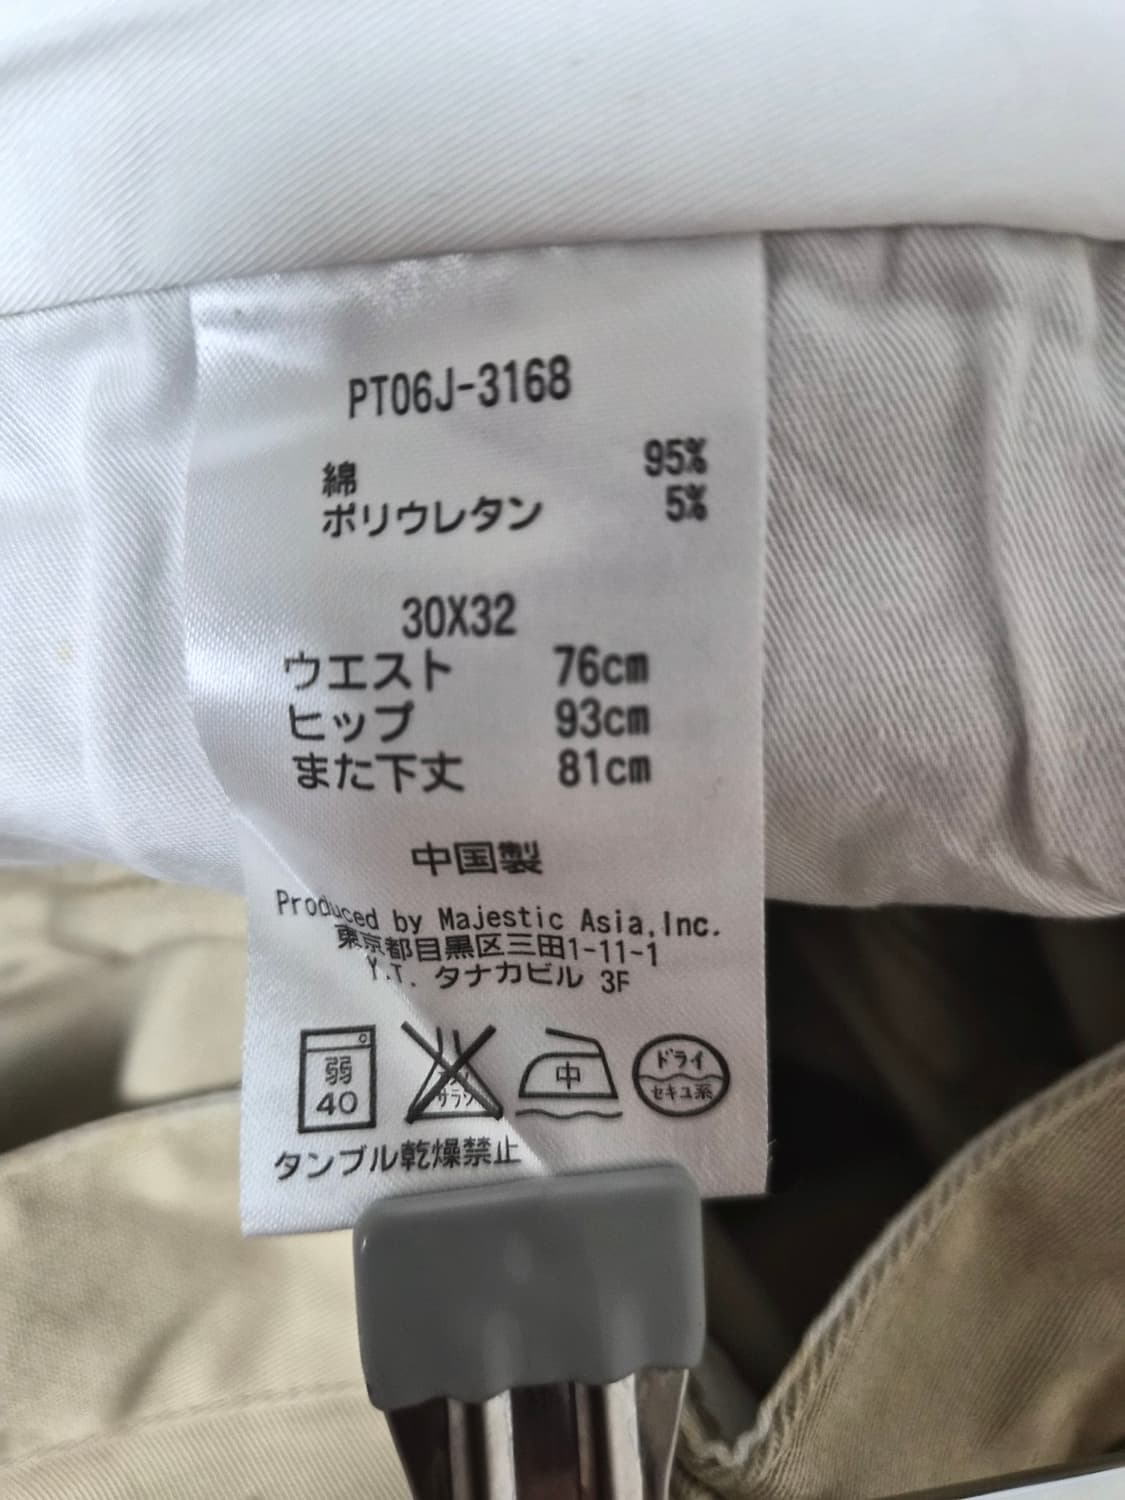 PT06J-3168
綿 95%
ポリウレタン 5%
30X32
ウエスト 76cm
ヒップ 93cm
また下丈 81cm
中国製
Produced by Majestic Asia,Inc.
東京都目黒区三田1-11-1
Y.T. タナカビル 3F
弱
40
サラシ
中
ドライ
セキユ系
タンブル乾燥禁止